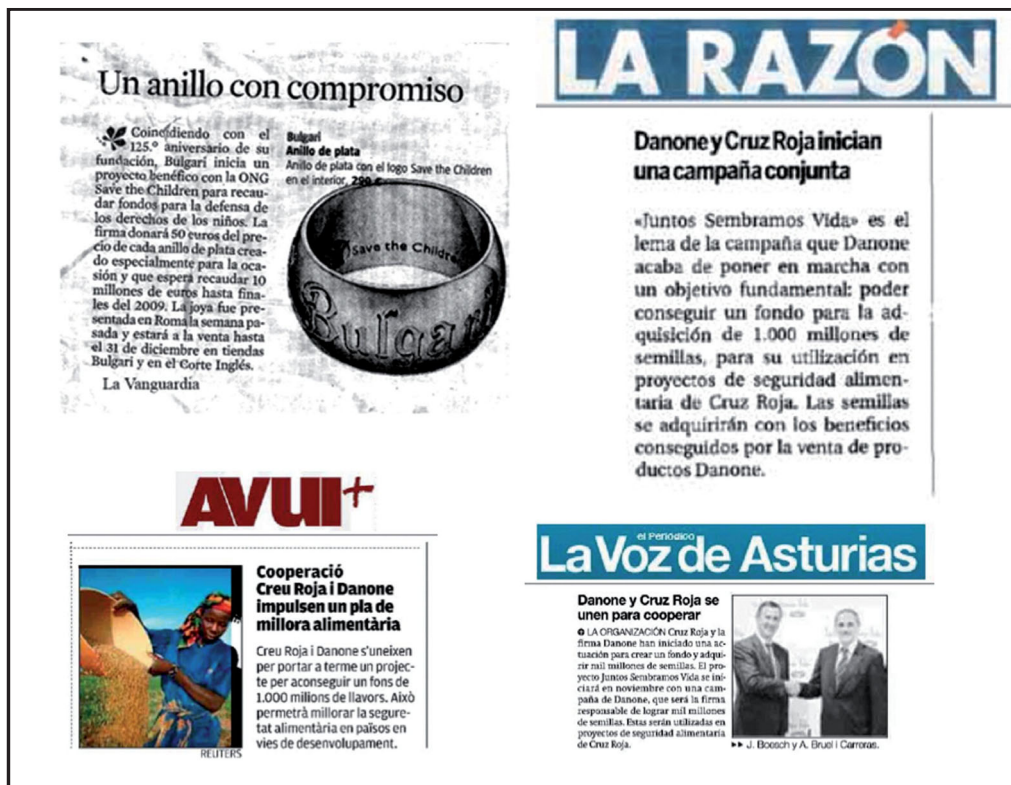 Un anillo con compromiso
Coincidiendo con el
125.º aniversario de su
fundación, Bulgari inicia un
proyecto benéfico con la ONG
Save the Children para recau-
dar fondos para la defensa de
los derechos de los niños. La
firma donará 50 euros del pre-
cio de cada anillo de plata crea-
do especialmente para la oca-
sión y que espera recaudar 10
millones de euros hasta fina-
les del 2009. La joya fue pre-
sentada en Roma la semana pa-
sada y estará a la venta hasta
el 31 de diciembre en tiendas
Bulgari y en el Corte Inglés.
La Vanguardia
Bulgari
Anillo de plata
Anillo de plata con el logo Save the Children
en el interior, 290 €
Save the Children
Bulgari
LA RAZÓN
Danone y Cruz Roja inician
una campaña conjunta
«Juntos Sembramos Vida» es el
lema de la campaña que Danone
acaba de poner en marcha con
un objetivo fundamental: poder
conseguir un fondo para la ad-
quisición de 1.000 millones de
semillas, para su utilización en
proyectos de seguridad alimen-
taria de Cruz Roja. Las semillas
se adquirirán con los beneficios
conseguidos por la venta de pro-
ductos Danone.
AVUI+
Cooperació
Creu Roja i Danone
impulsen un pla de
millora alimentària
Creu Roja i Danone s'uneixen
per portar a terme un projec-
te per aconseguir un fons de
1.000 milions de llavors. Això
permetrà millorar la segure-
tat alimentària en països en
vies de desenvolupament.
REUTERS
el Periódico
La Voz de Asturias
Danone y Cruz Roja se
unen para cooperar
LA ORGANIZACIÓN Cruz Roja y la
firma Danone han iniciado una ac-
tuación para crear un fondo y adqui-
rir mil millones de semillas. El pro-
yecto Juntos Sembramos Vida se ini-
ciará en noviembre con una cam-
paña de Danone, que será la firma
responsable de lograr mil millones
de semillas. Estas serán utilizadas en
proyectos de seguridad alimentaria
de Cruz Roja.
▸▸ J. Boesch y A. Bruel i Carreras.